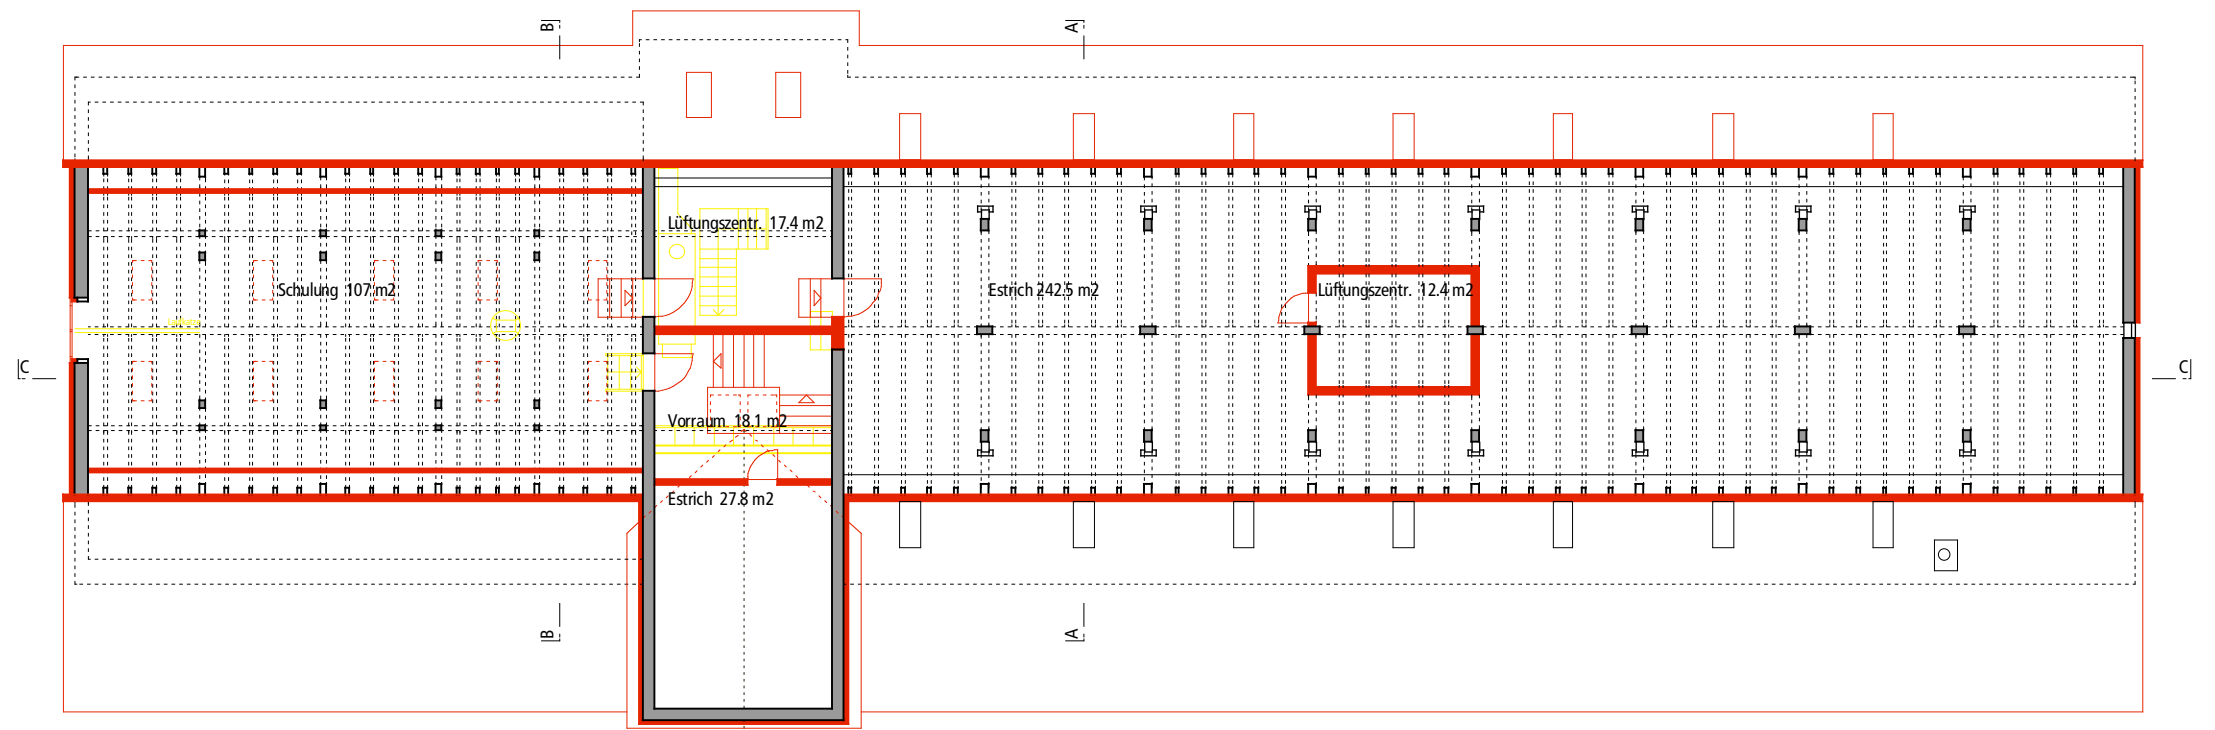 B
A
Lüftungszentr. 17.4 m2
Schulung 107 m2
Estrich 242.5 m2
Lüftungszentr. 12.4 m2
C
C
Vorraum 18.1 m2
Estrich 27.8 m2
B
A